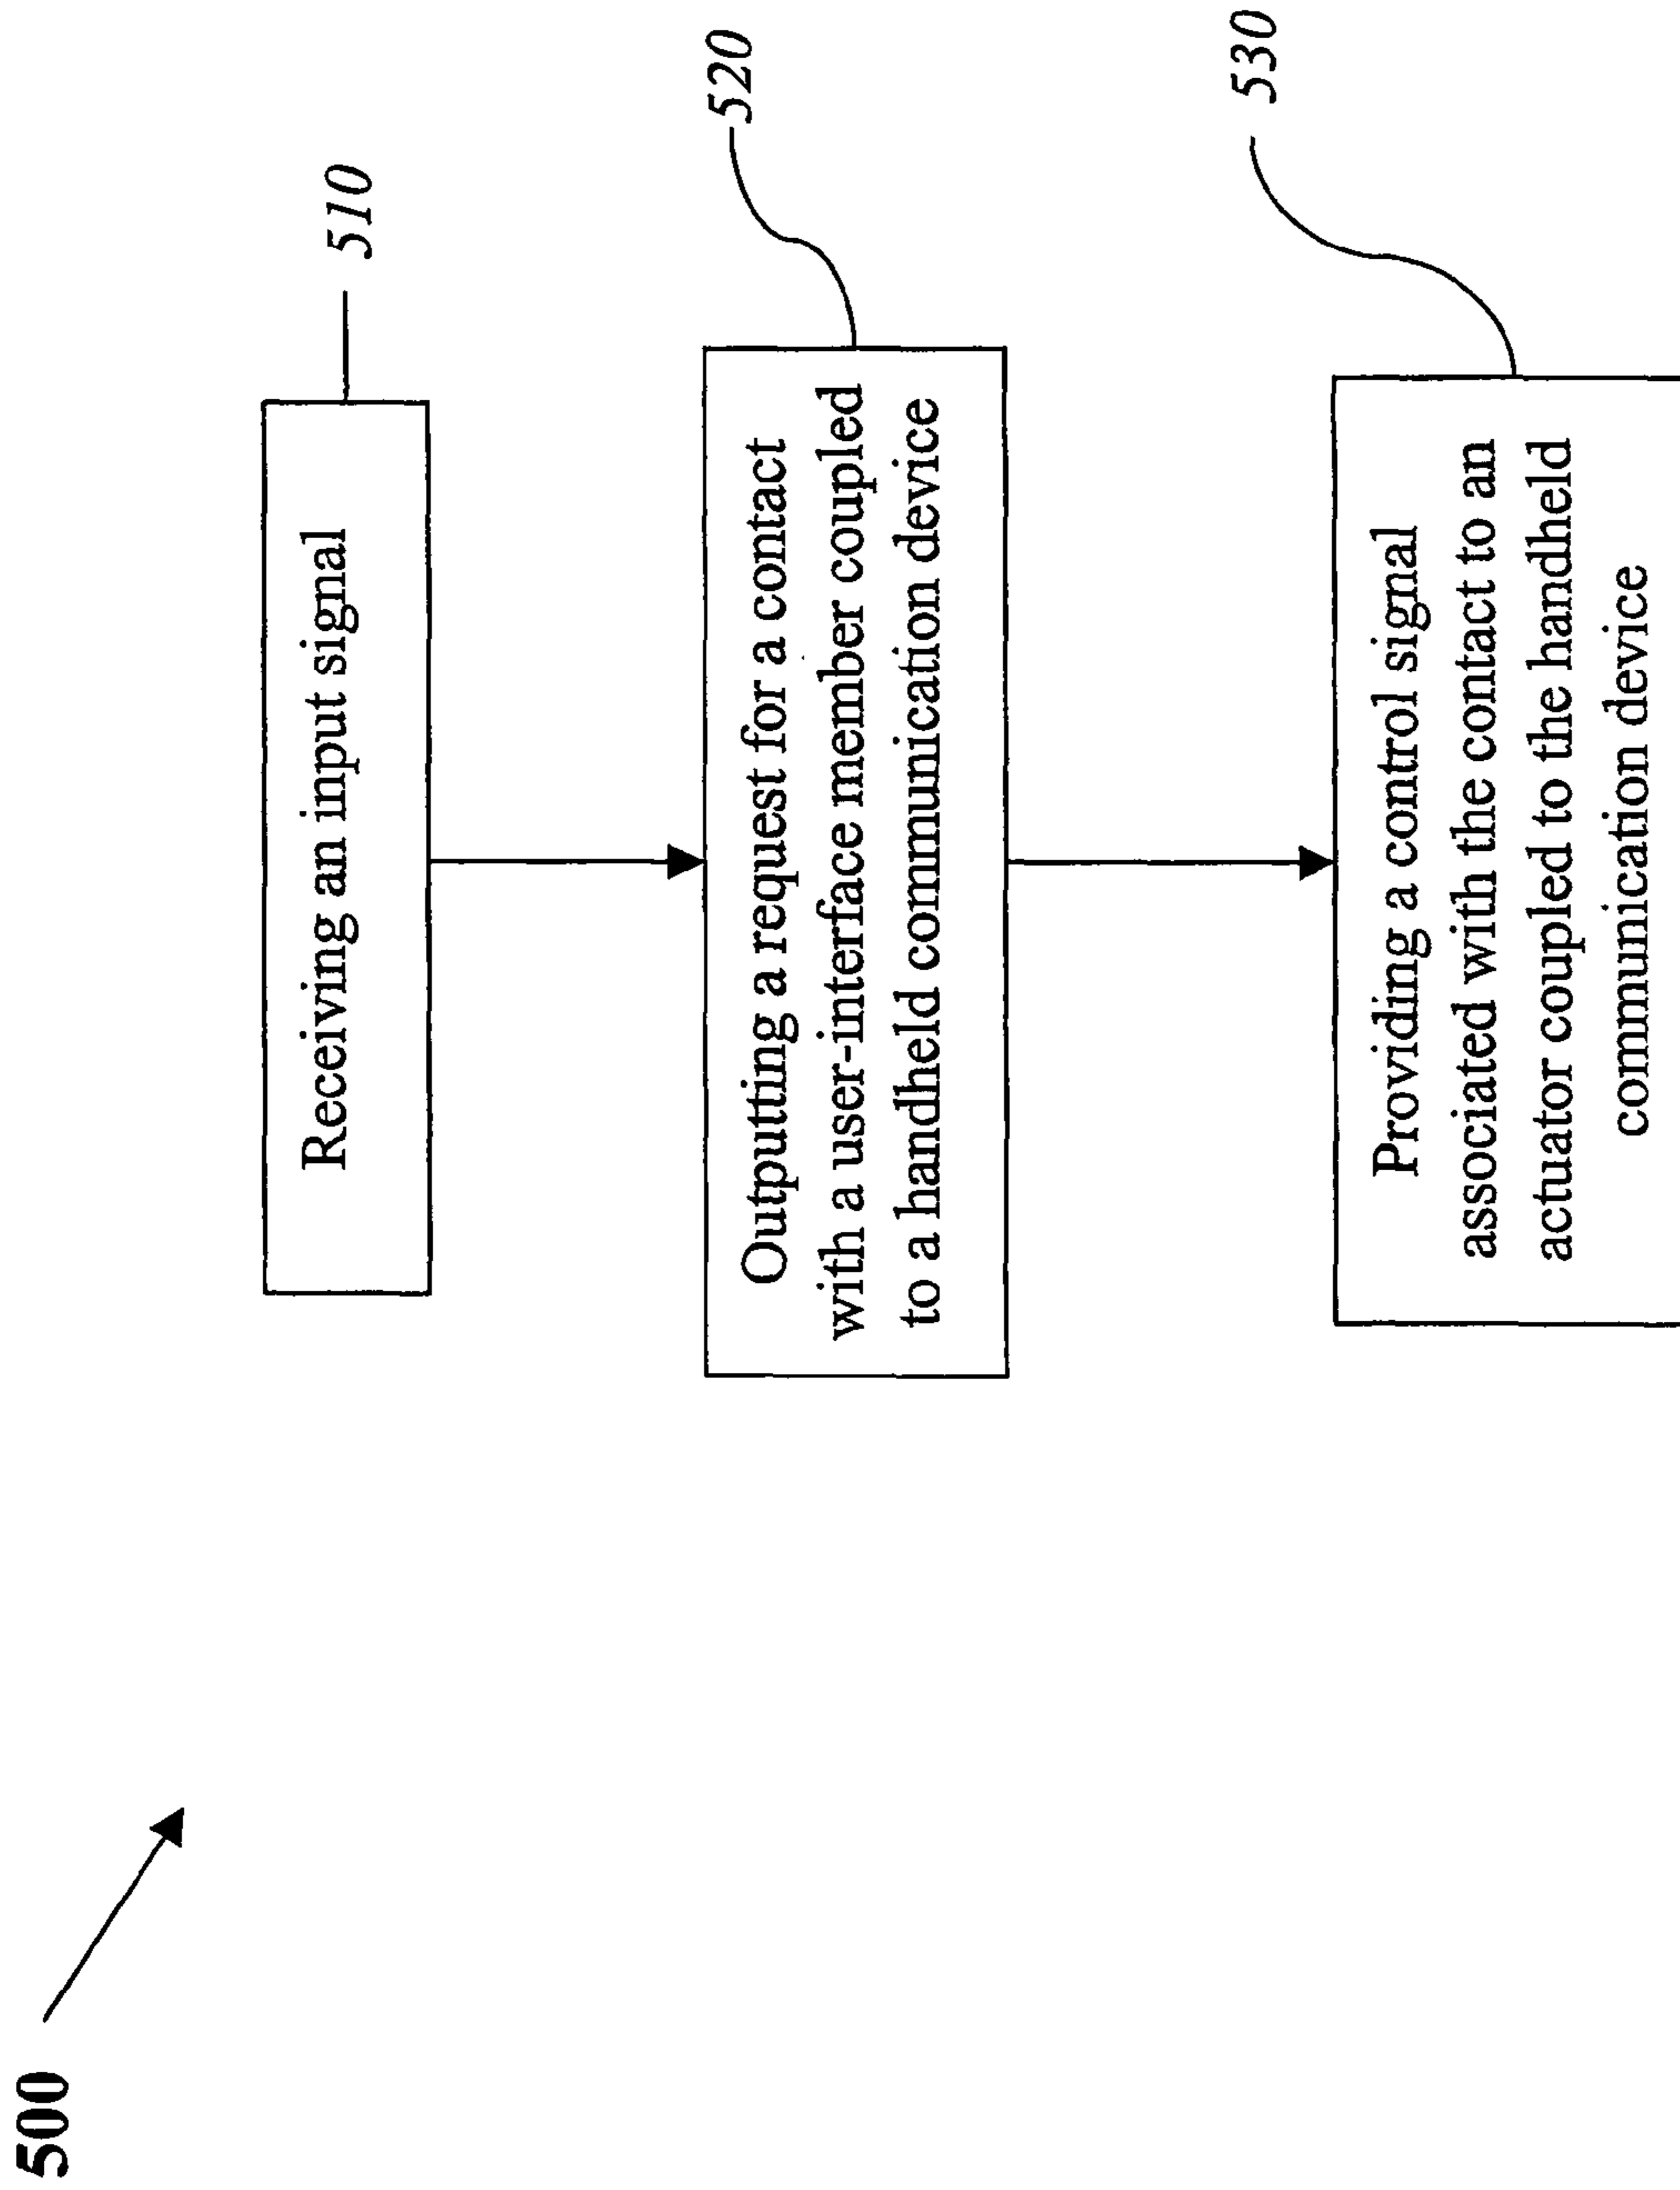 500
Receiving an input signal
510
Outputting a request for a contact
with a user-interface member coupled
to a handheld communication device
520
Providing a control signal
associated with the contact to an
actuator coupled to the handheld
communication device
530